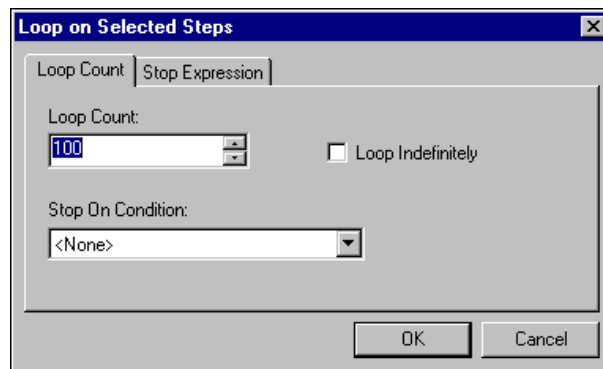 Loop on Selected Steps
Loop Count Stop Expression
Loop Count:
100
Loop Indefinitely
Stop On Condition:
<None>
OK Cancel